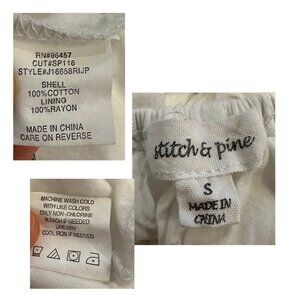 RN#96457
CUT#SP116
STYLE#J16658RIJP
SHELL
100%COTTON
LINING
100%RAYON
MADE IN CHINA
CARE ON REVERSE
stitch & pine
S
MADE IN
CHINA
MACHINE WASH COLD
WITH LIKE COLORS
ONLY NON-CHLORINE
BLEACH IF NEEDED
LINE DRY
COOL IRON IF NEEDED